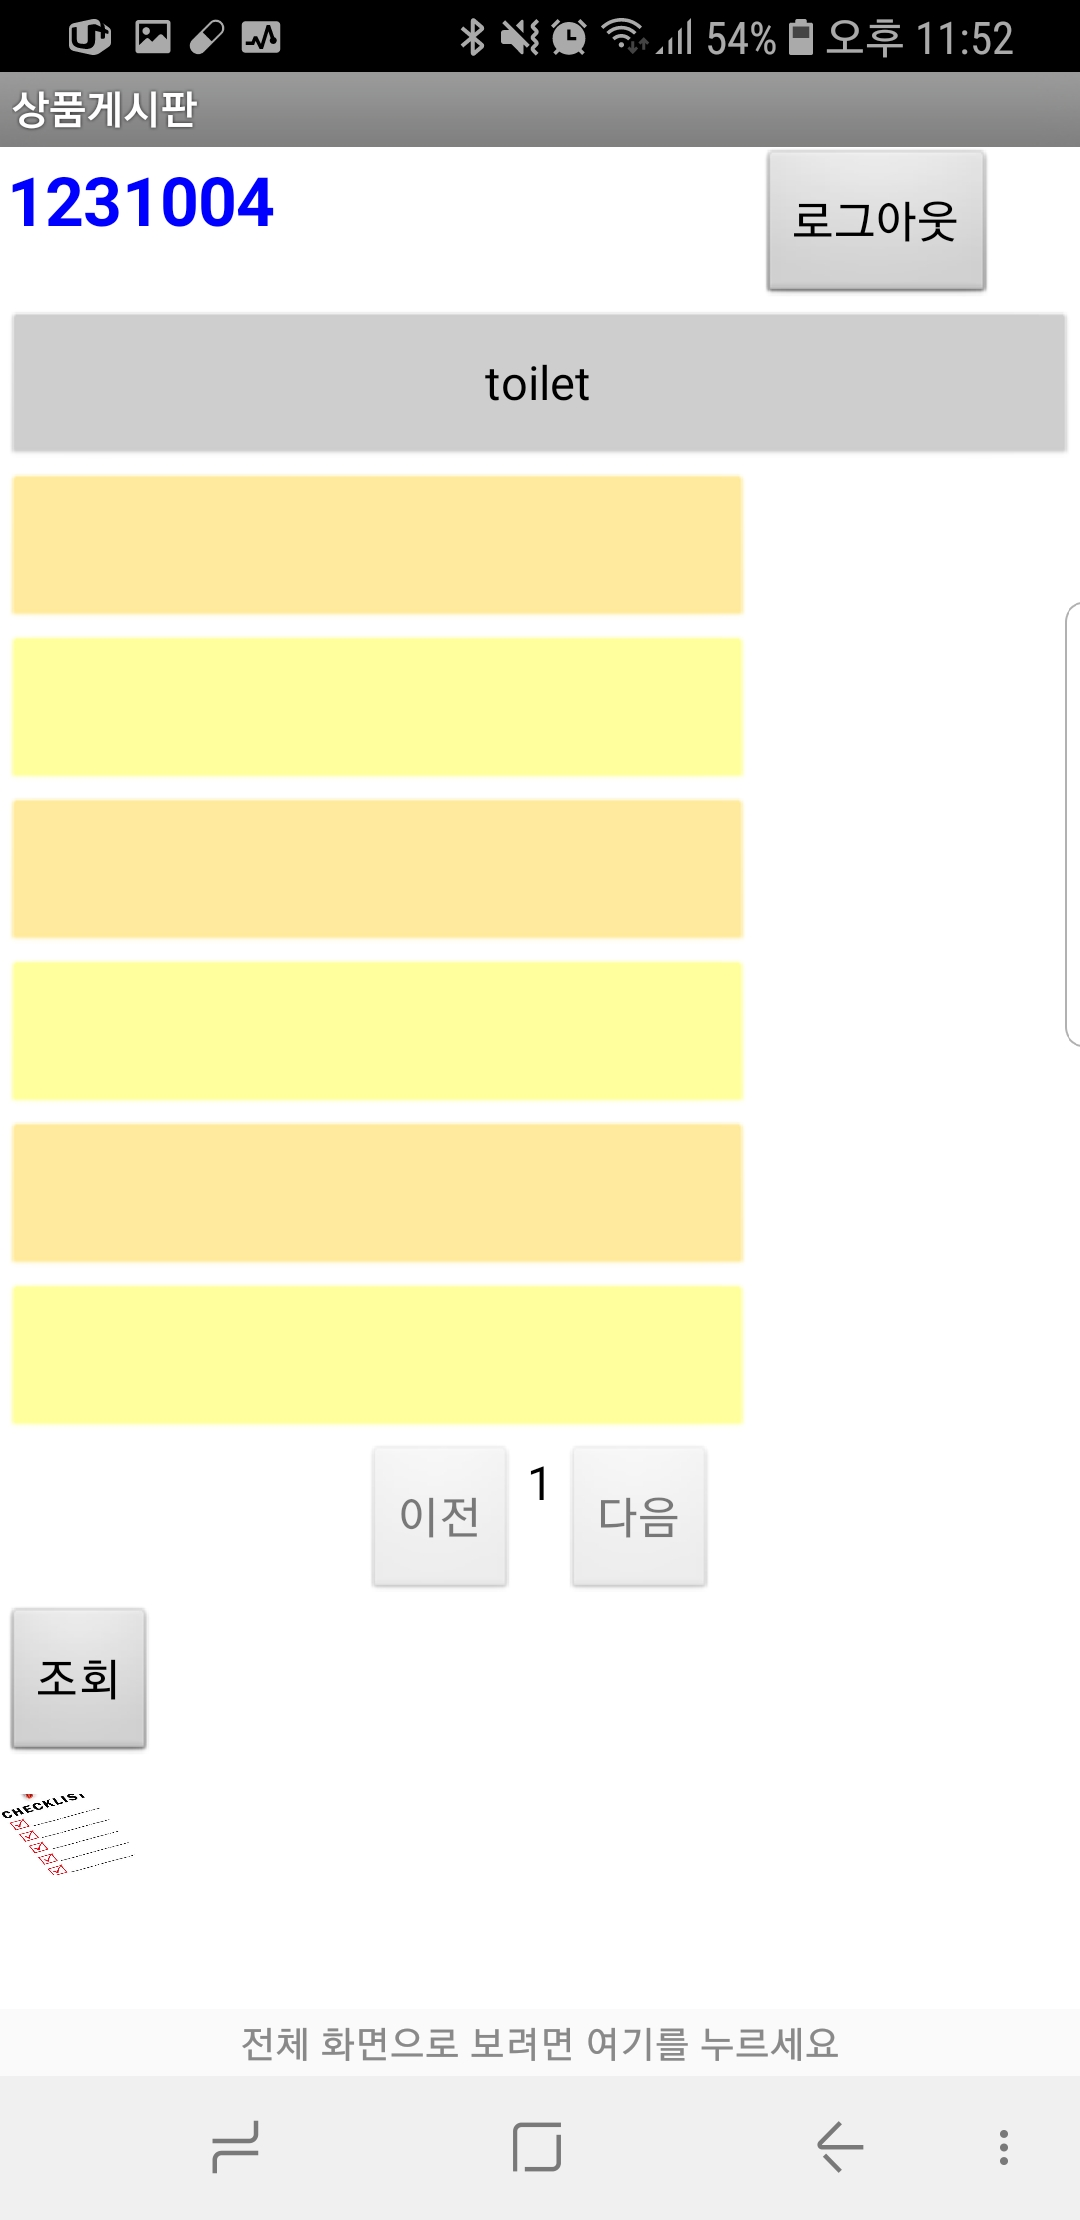 54% 오후 11:52
상품게시판
1231004
로그아웃
toilet
이전 1 다음
조회
CHECKLIST
전체 화면으로 보려면 여기를 누르세요